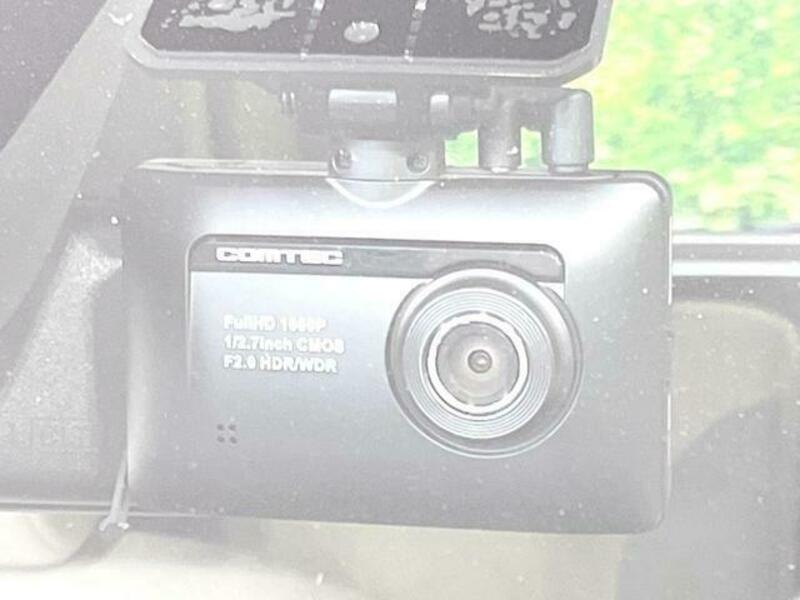 COMTEC
FullHD 1080P
1/2.7inch CMOS
F2.0 HDR/WDR